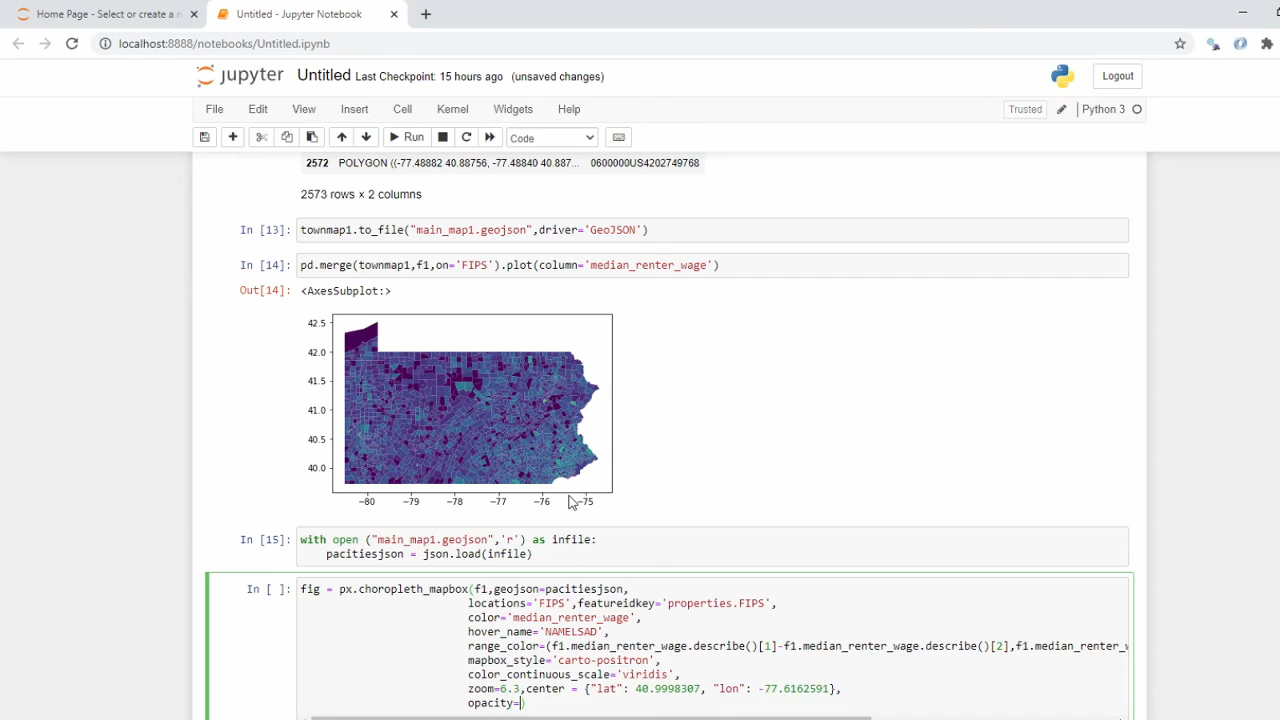 Home Page - Select or create a n
Untitled - Jupyter Notebook
localhost:8888/notebooks/Untitled.ipynb
jupyter Untitled Last Checkpoint: 15 hours ago (unsaved changes)
Logout
File Edit View Insert Cell Kernel Widgets Help
Trusted
Python 3
Run
Code
2572 POLYGON ((-77.48882 40.88756, -77.48840 40.887... 0600000US4202749768
2573 rows × 2 columns
In [13]: townmap1.to_file("main_map1.geojson",driver='GeoJSON')
In [14]: pd.merge(townmap1,f1,on='FIPS').plot(column='median_renter_wage')
Out[14]: <AxesSubplot:>
42.5
42.0
41.5
41.0
40.5
40.0
-80 -79 -78 -77 -76 -75
In [15]: with open ("main_map1.geojson",'r') as infile:
pacitiesjson = json.load(infile)
In [ ]: fig = px.choropleth_mapbox(f1,geojson=pacitiesjson,
locations='FIPS',featureidkey='properties.FIPS',
color='median_renter_wage',
hover_name='NAMELSAD',
range_color=(f1.median_renter_wage.describe()[1]-f1.median_renter_wage.describe()[2],f1.median_renter_w
mapbox_style='carto-positron',
color_continuous_scale='viridis',
zoom=6.3,center = {"lat": 40.9998307, "lon": -77.6162591},
opacity=)